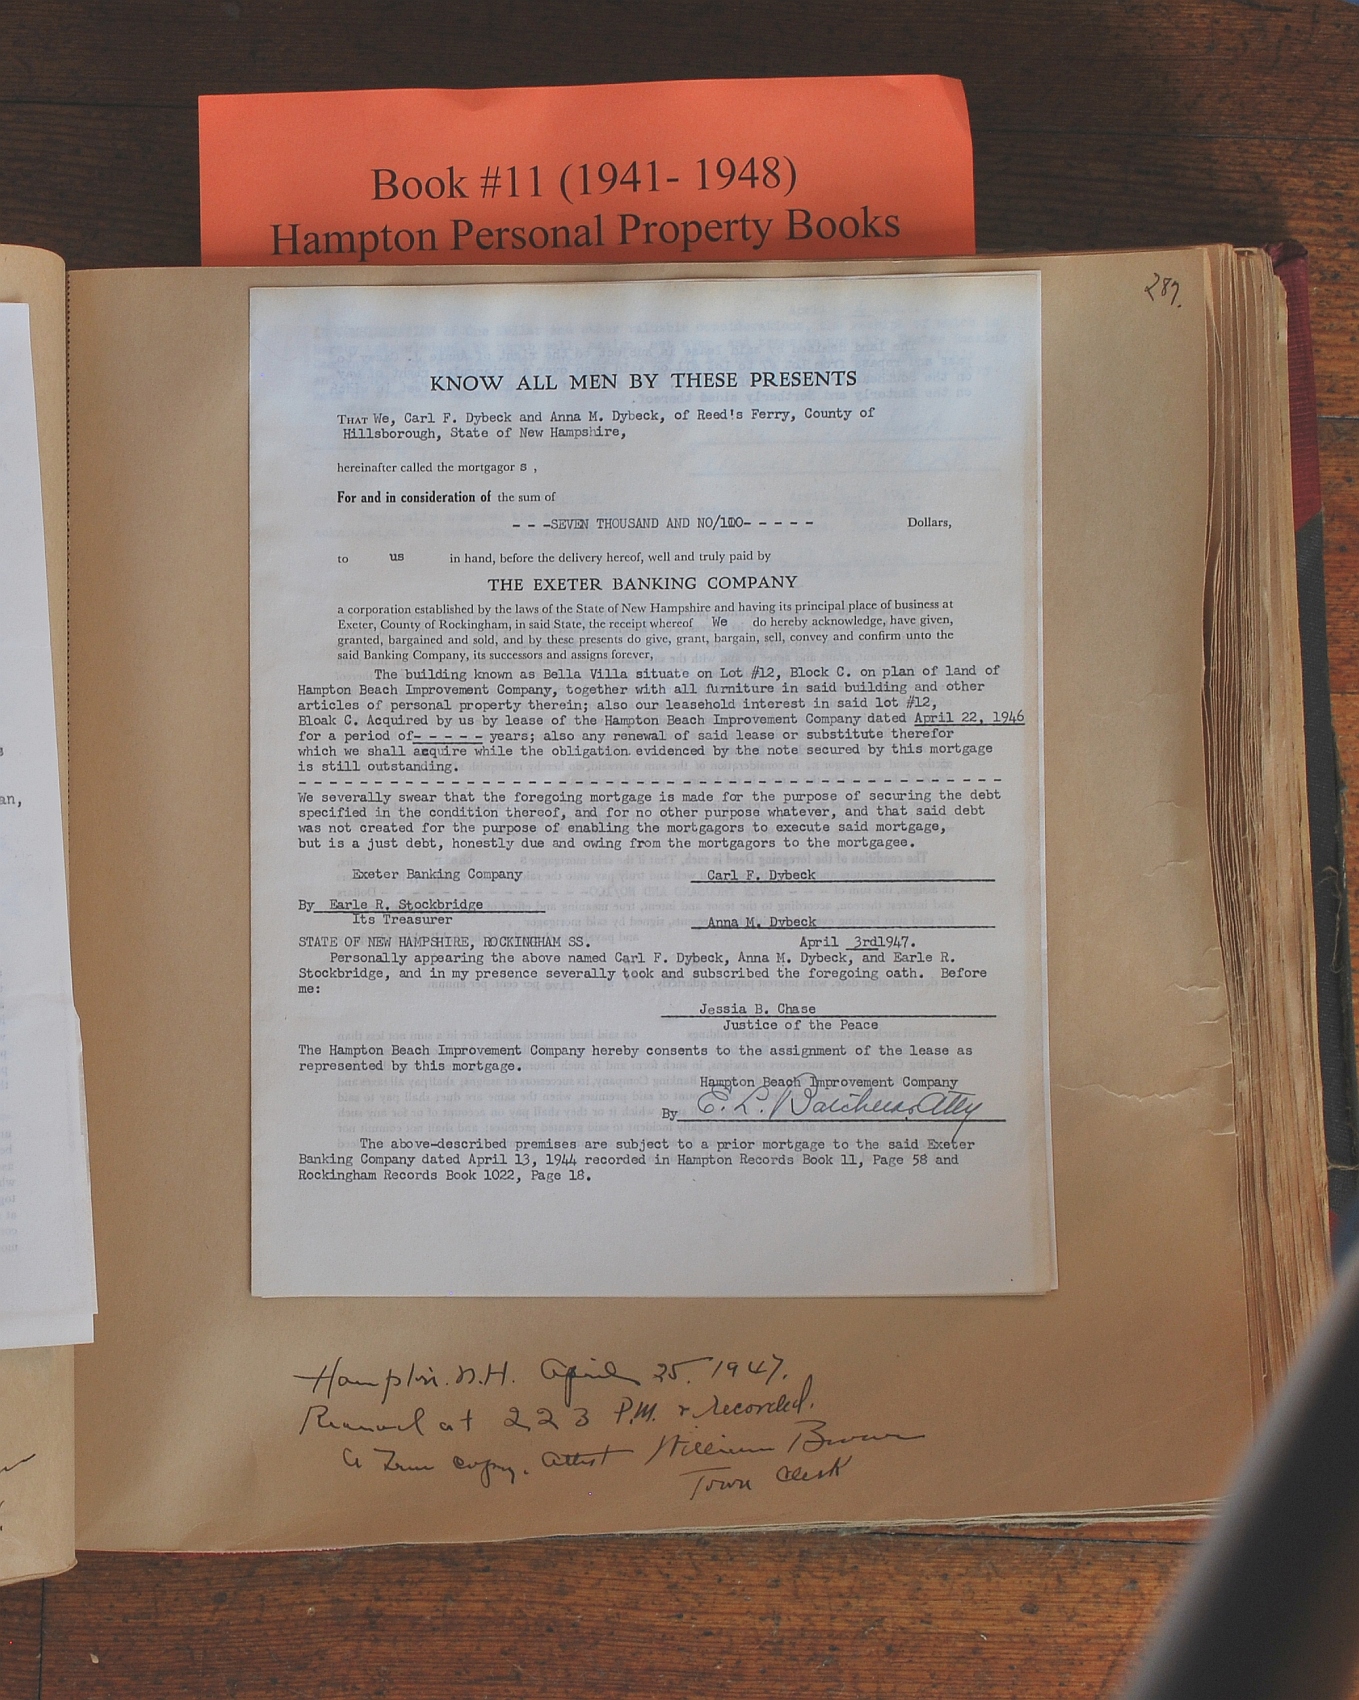 Book #11 (1941- 1948)
Hampton Personal Property Books
287.
KNOW ALL MEN BY THESE PRESENTS
THAT We, Carl F. Dybeck and Anna M. Dybeck, of Reed's Ferry, County of
Hillsborough, State of New Hampshire,
hereinafter called the mortgagor s ,
For and in consideration of the sum of
- - -SEVEN THOUSAND AND NO/100- - - - - Dollars,
to us in hand, before the delivery hereof, well and truly paid by
THE EXETER BANKING COMPANY
a corporation established by the laws of the State of New Hampshire and having its principal place of business at
Exeter, County of Rockingham, in said State, the receipt whereof We do hereby acknowledge, have given,
granted, bargained and sold, and by these presents do give, grant, bargain, sell, convey and confirm unto the
said Banking Company, its successors and assigns forever,
The building known as Bella Villa situate on Lot #12, Block C. on plan of land of
Hampton Beach Improvement Company, together with all furniture in said building and other
articles of personal property therein; also our leasehold interest in said lot #12,
Bloak C. Acquired by us by lease of the Hampton Beach Improvement Company dated April 22, 1946
for a period of- - - - - years; also any renewal of said lease or substitute therefor
which we shall acquire while the obligation evidenced by the note secured by this mortgage
is still outstanding.
- - - - - - - - - - - - - - - - - - - - - - - - - - - - - - - - - - - - - - - - - - - - -
We severally swear that the foregoing mortgage is made for the purpose of securing the debt
specified in the condition thereof, and for no other purpose whatever, and that said debt
was not created for the purpose of enabling the mortgagors to execute said mortgage,
but is a just debt, honestly due and owing from the mortgagors to the mortgagee.
Exeter Banking Company Carl F. Dybeck
By Earle R. Stockbridge
Its Treasurer Anna M. Dybeck
STATE OF NEW HAMPSHIRE, ROCKINGHAM SS. April 3rd1947.
Personally appearing the above named Carl F. Dybeck, Anna M. Dybeck, and Earle R.
Stockbridge, and in my presence severally took and subscribed the foregoing oath. Before
me:
Jessia B. Chase
Justice of the Peace
The Hampton Beach Improvement Company hereby consents to the assignment of the lease as
represented by this mortgage.
Hampton Beach Improvement Company
By E. L. Batchelder Atty
The above-described premises are subject to a prior mortgage to the said Exeter
Banking Company dated April 13, 1944 recorded in Hampton Records Book 11, Page 58 and
Rockingham Records Book 1022, Page 18.
Hampton. N.H. April 25. 1947.
Received at 2 2 3 P.M. & recorded.
A True copy. Attest William Brown
Town Clerk
an,